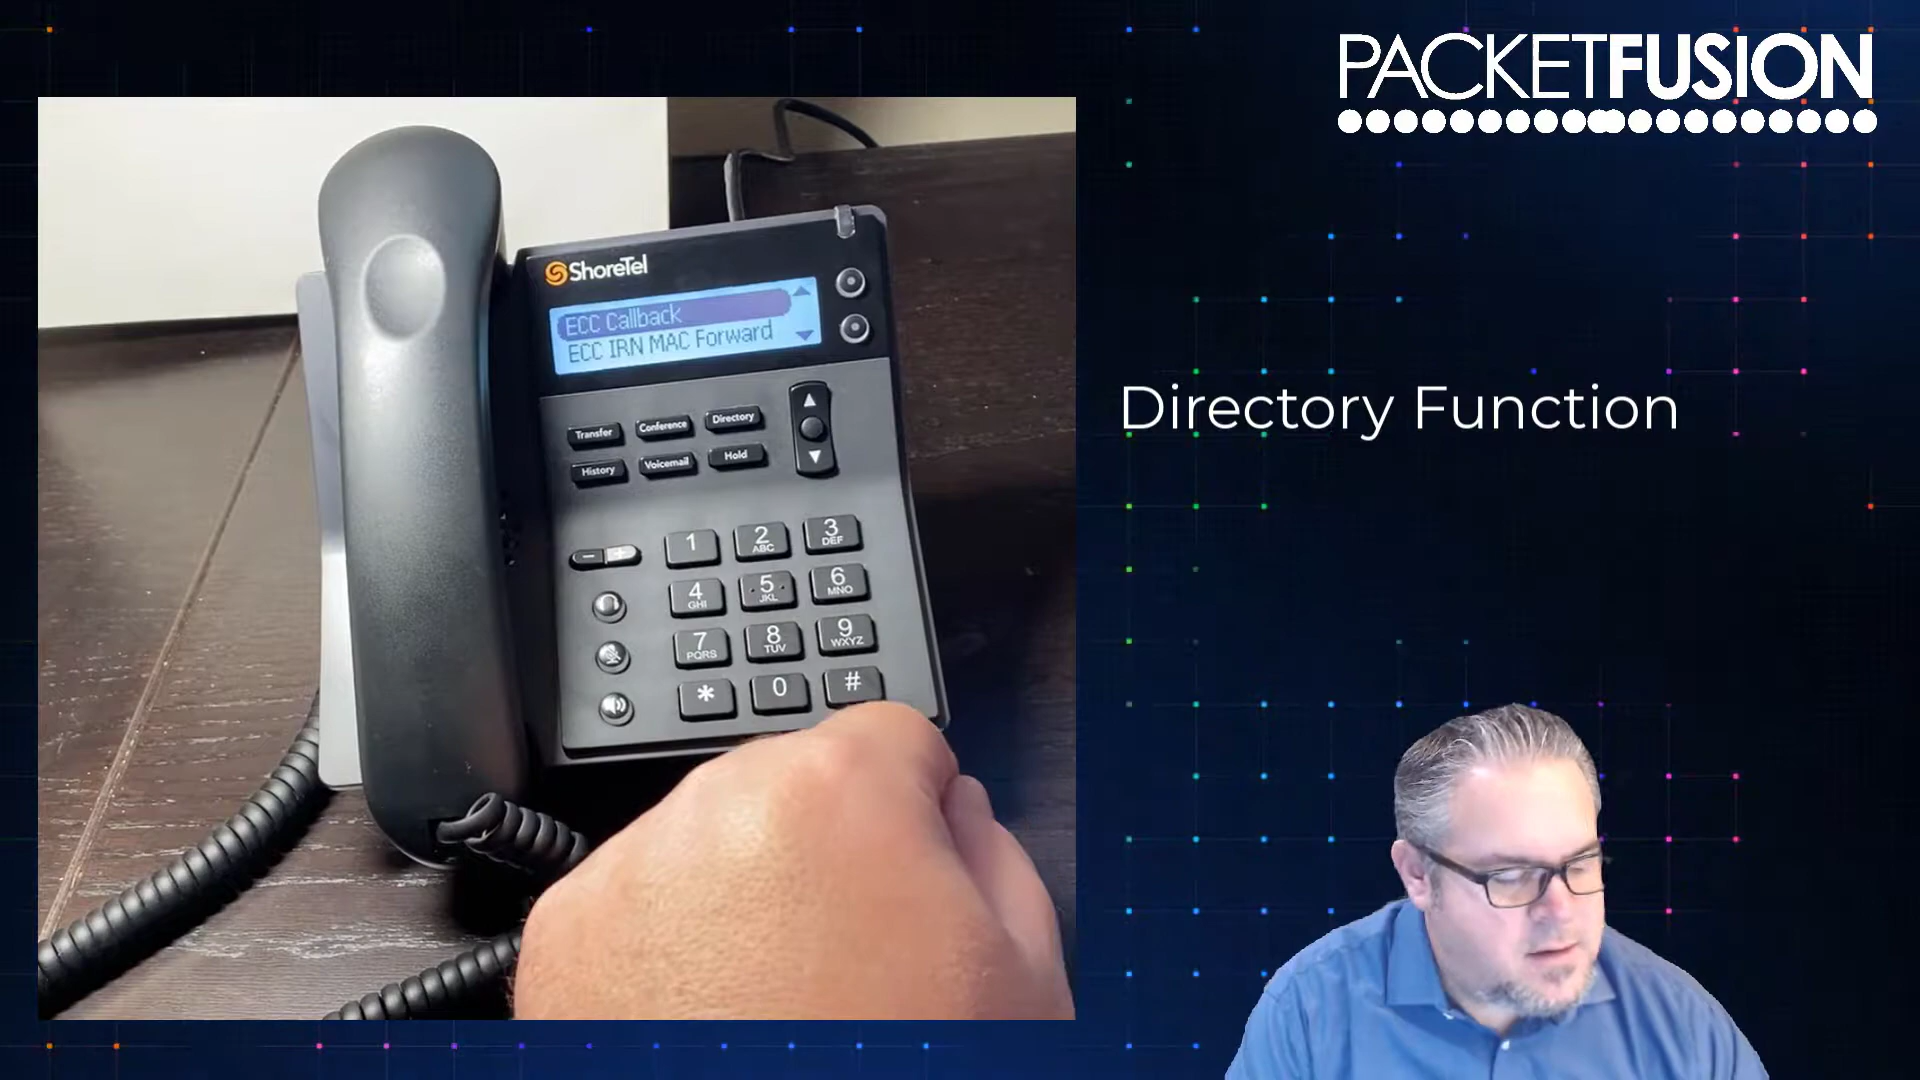 PACKETFUSION
ShoreTel
ECC Callback
ECC IRN MAC Forward
Directory Function
Transfer
Conference
Directory
History
Voicemail
Hold
- +
1
2
ABC
3
DEF
4
GHI
5
JKL
6
MNO
7
PQRS
8
TUV
9
WXYZ
*
0
#